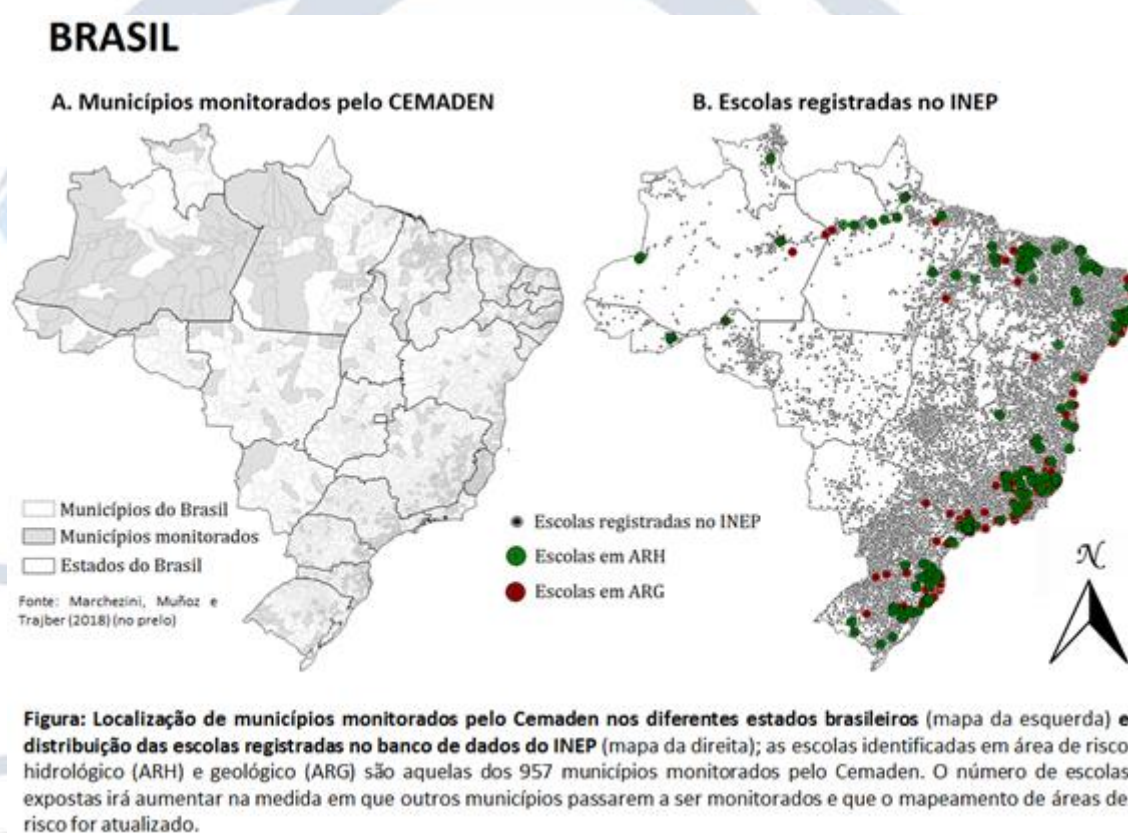 BRASIL
A. Municípios monitorados pelo CEMADEN
B. Escolas registradas no INEP
Municípios do Brasil
Municípios monitorados
Estados do Brasil
Fonte: Marchezini, Muñoz e
Trajber (2018) (no prelo)
Escolas registradas no INEP
Escolas em ARH
Escolas em ARG
N
Figura: Localização de municípios monitorados pelo Cemaden nos diferentes estados brasileiros (mapa da esquerda) e
distribuição das escolas registradas no banco de dados do INEP (mapa da direita); as escolas identificadas em área de risco
hidrológico (ARH) e geológico (ARG) são aquelas dos 957 municípios monitorados pelo Cemaden. O número de escolas
expostas irá aumentar na medida em que outros municípios passarem a ser monitorados e que o mapeamento de áreas de
risco for atualizado.